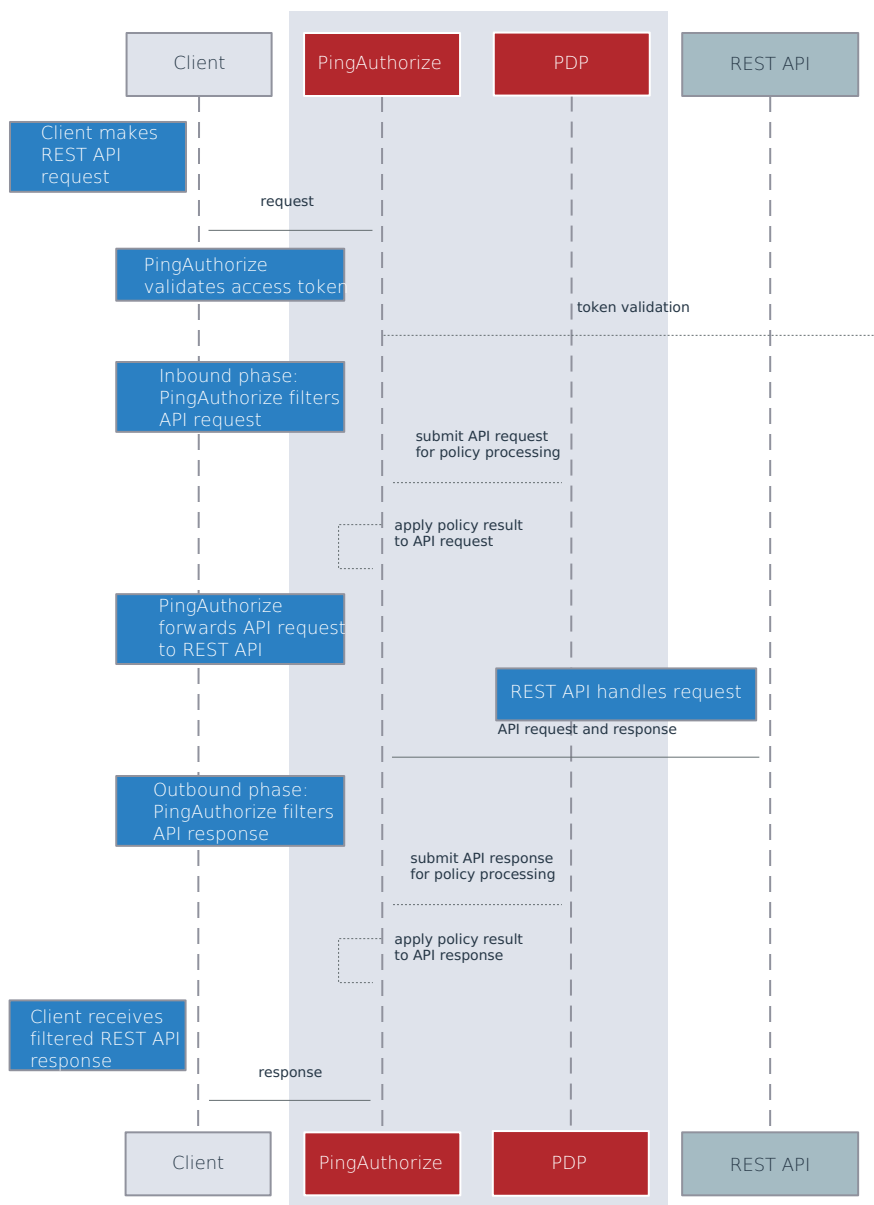 Client
PingAuthorize
PDP
REST API
Client makes
REST API
request
request
PingAuthorize
validates access token
token validation
Inbound phase:
PingAuthorize filters
API request
submit API request
for policy processing
apply policy result
to API request
PingAuthorize
forwards API request
to REST API
REST API handles request
API request and response
Outbound phase:
PingAuthorize filters
API response
submit API response
for policy processing
apply policy result
to API response
Client receives
filtered REST API
response
response
Client
PingAuthorize
PDP
REST API